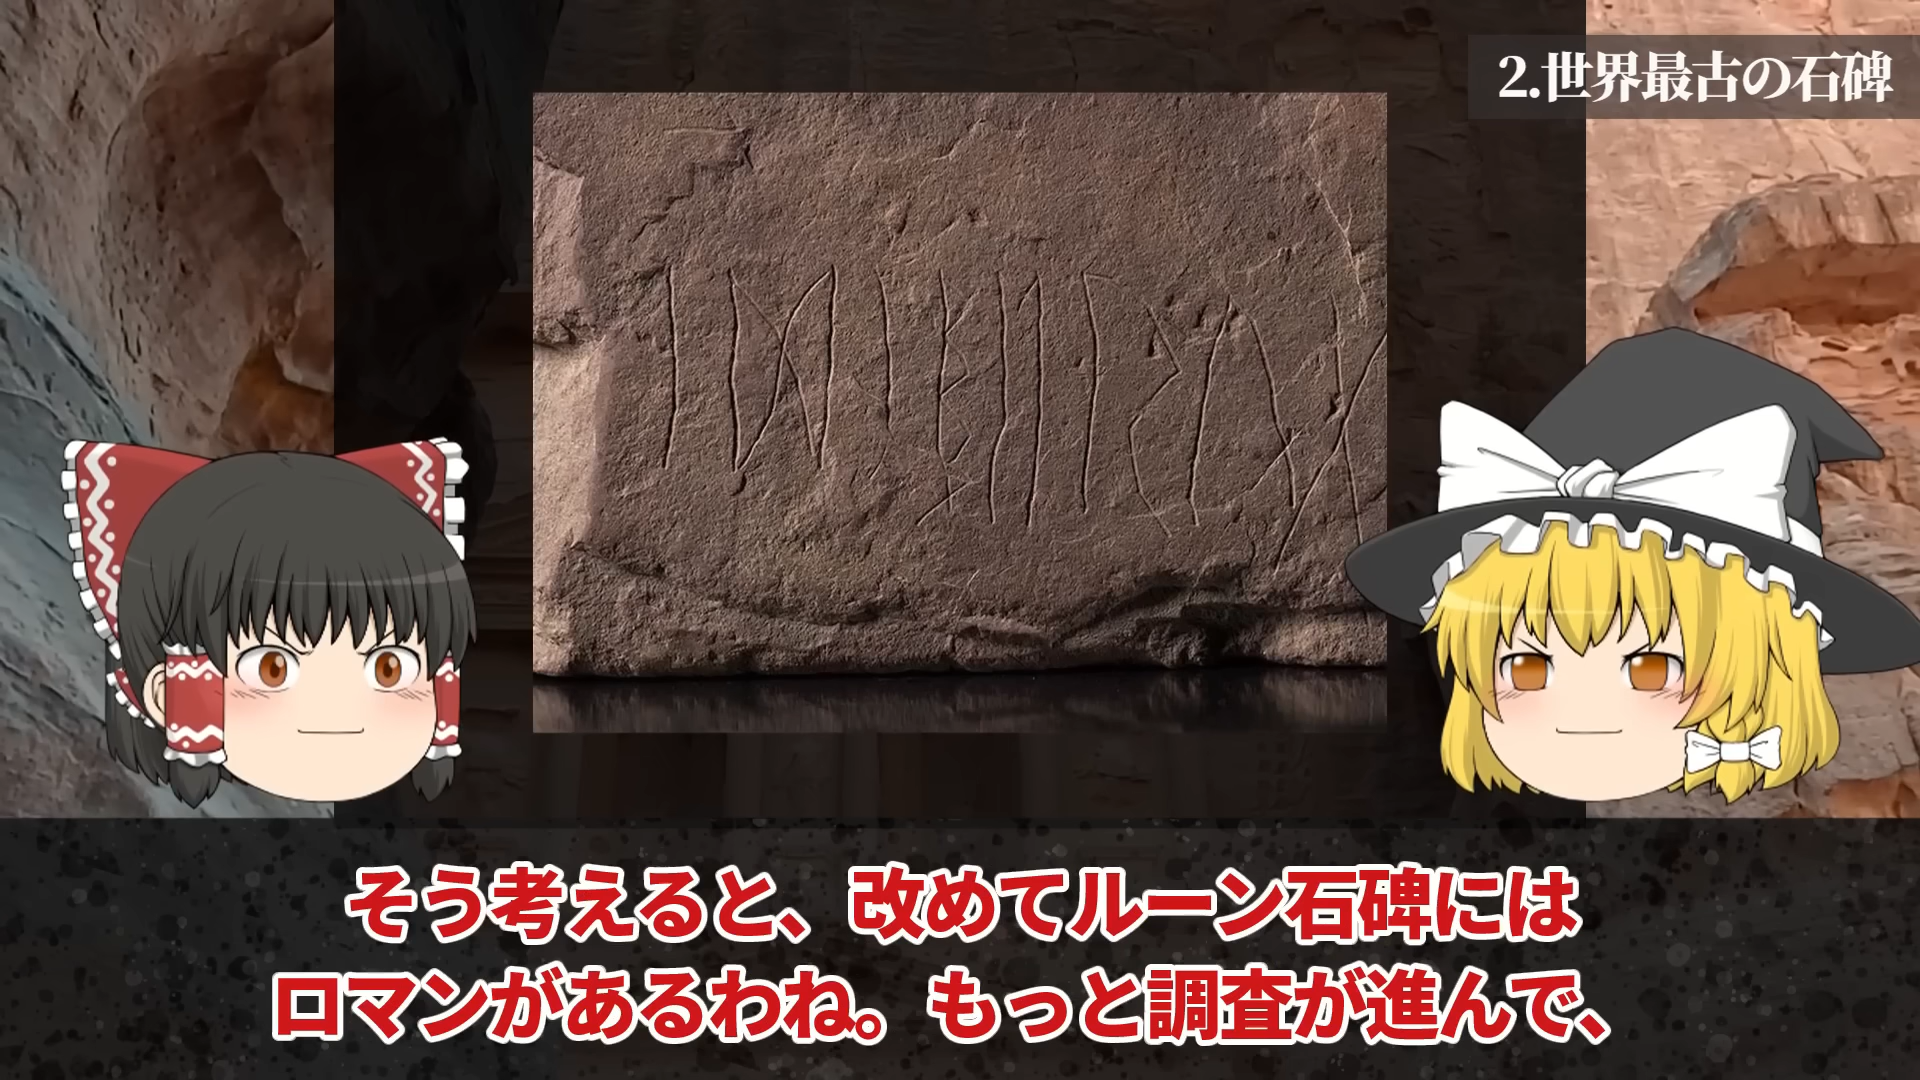 2.世界最古の石碑
そう考えると、改めてルーン石碑には
ロマンがあるわね。もっと調査が進んで、